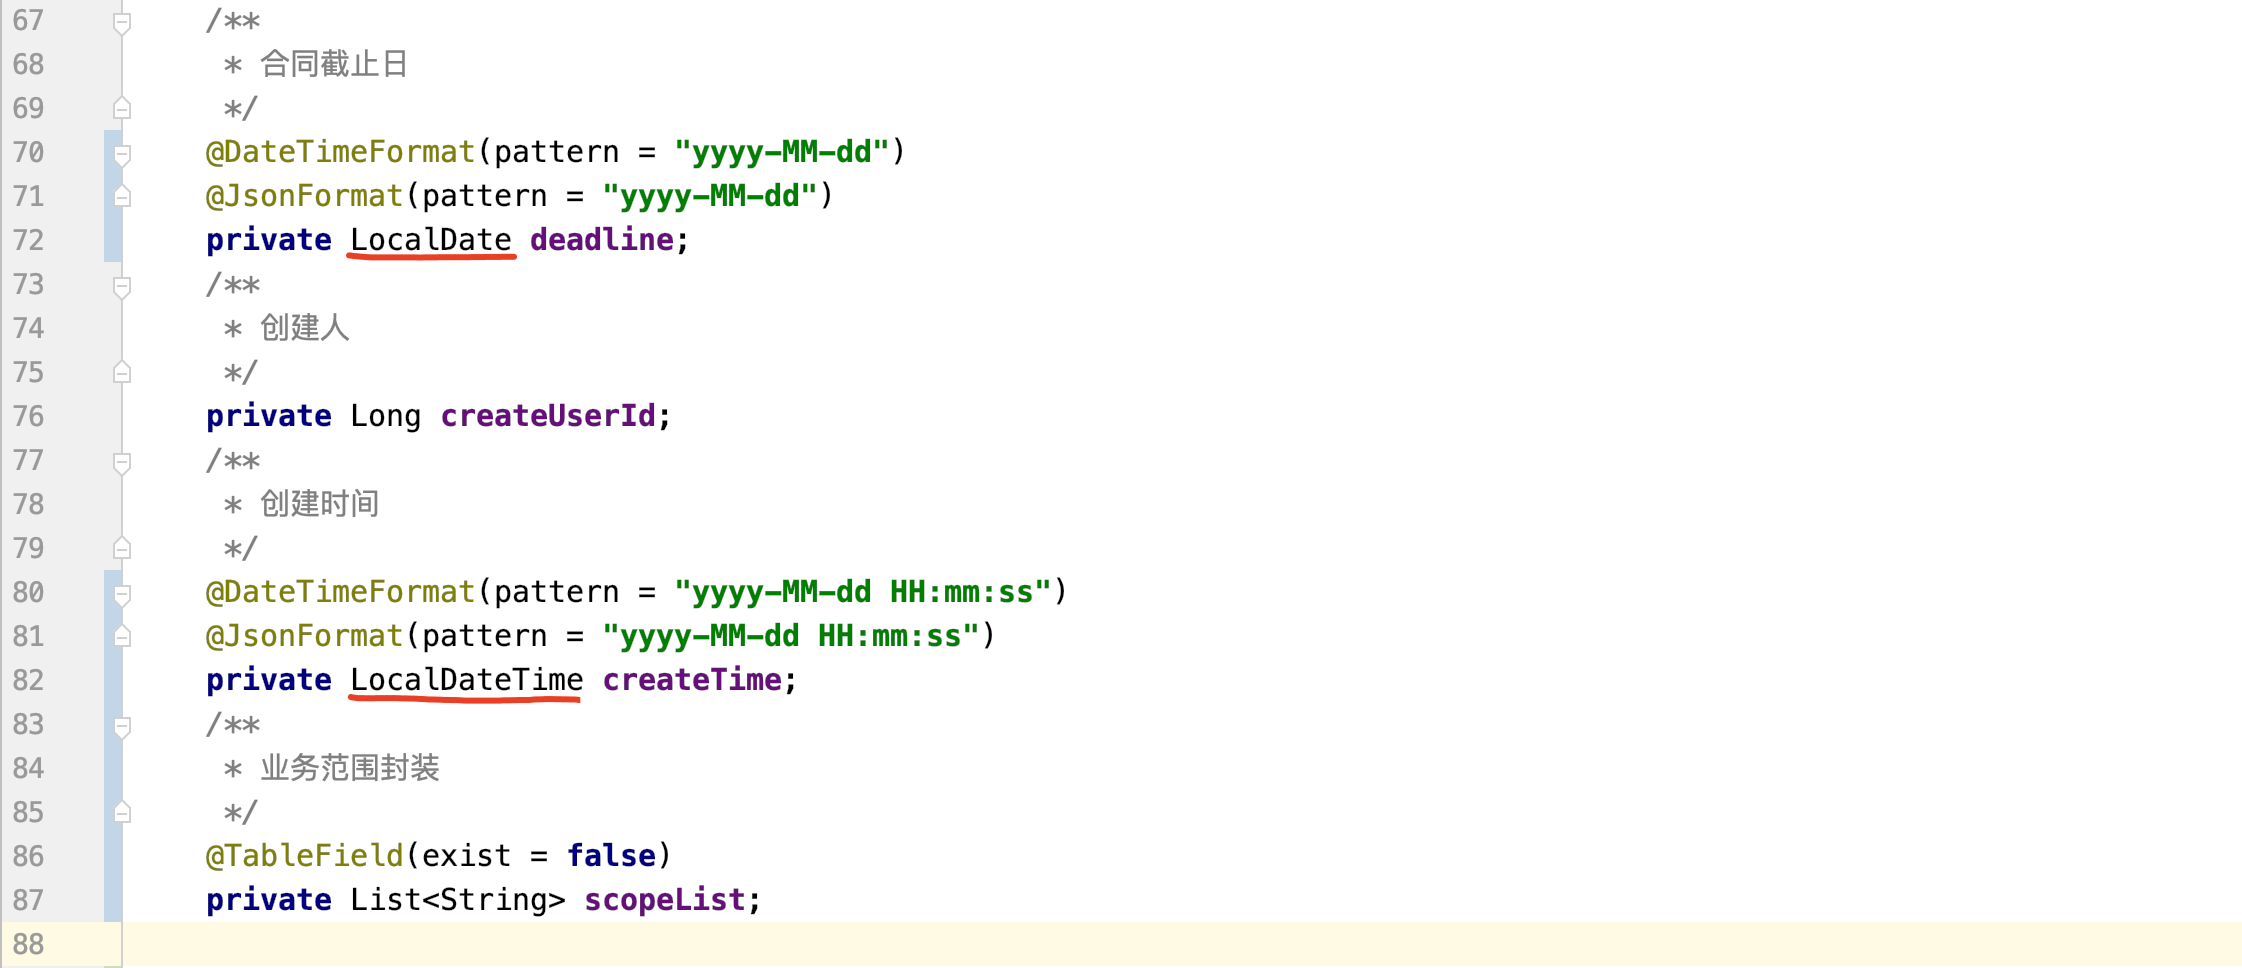 67 /**
68 * 合同截止日
69 */
70 @DateTimeFormat(pattern = "yyyy-MM-dd")
71 @JsonFormat(pattern = "yyyy-MM-dd")
72 private LocalDate deadline;
73 /**
74 * 创建人
75 */
76 private Long createUserId;
77 /**
78 * 创建时间
79 */
80 @DateTimeFormat(pattern = "yyyy-MM-dd HH:mm:ss")
81 @JsonFormat(pattern = "yyyy-MM-dd HH:mm:ss")
82 private LocalDateTime createTime;
83 /**
84 * 业务范围封装
85 */
86 @TableField(exist = false)
87 private List<String> scopeList;
88